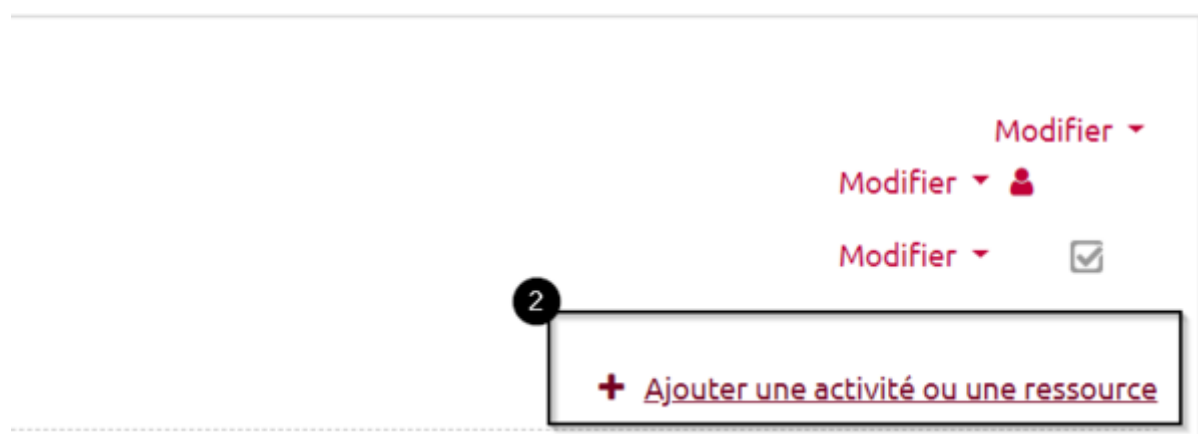 Modifier
Modifier
Modifier
2
+ Ajouter une activité ou une ressource